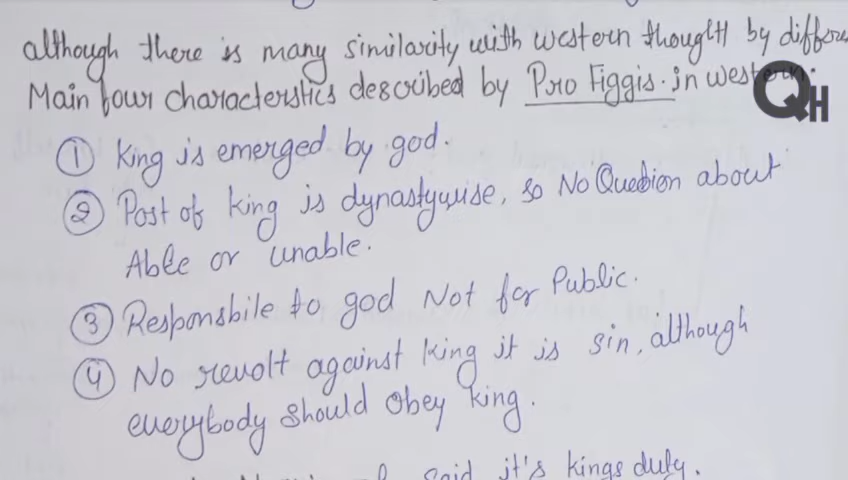 although there is many similarity with western thought by differ
Main four characterstics described by Pro Figgis. in western.
QH
① King is emerged by god.
② Post of king is dynastywise, so No Question about
Able or unable.
③ Responsbile to god Not for Public.
④ No revolt against king it is sin, although
everybody should obey king.
said it's kings duty.